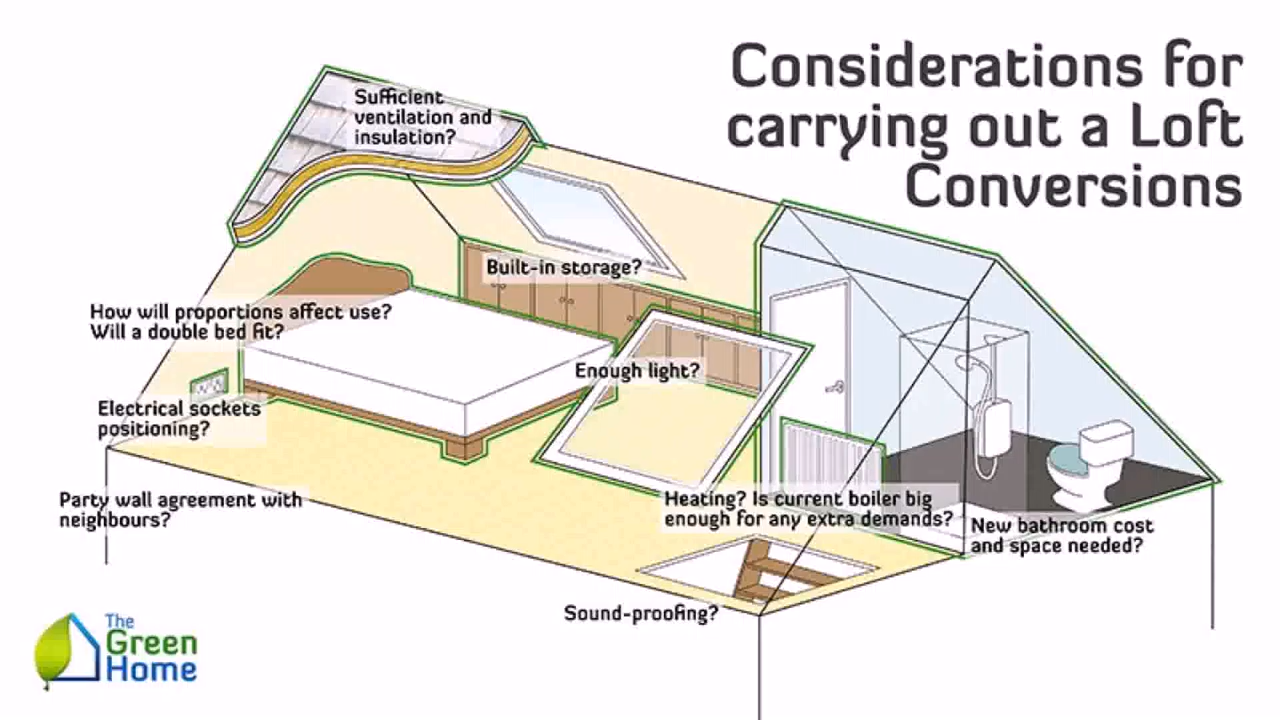 Considerations for
carrying out a Loft
Conversions
Sufficient
ventilation and
insulation?
Built-in storage?
How will proportions affect use?
Will a double bed fit?
Enough light?
Electrical sockets
positioning?
Party wall agreement with
neighbours?
Heating? Is current boiler big
enough for any extra demands?
New bathroom cost
and space needed?
Sound-proofing?
The
Green
Home